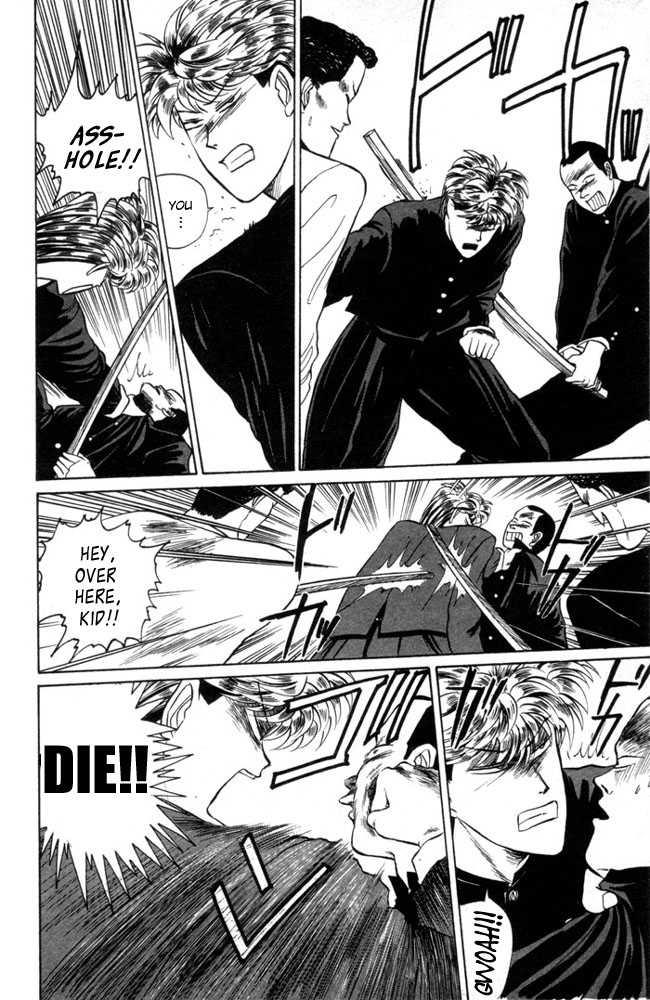 YOU
...
ASS-
HOLE!!
HEY,
OVER
HERE,
KID!!
GWOAH!!
DIE!!